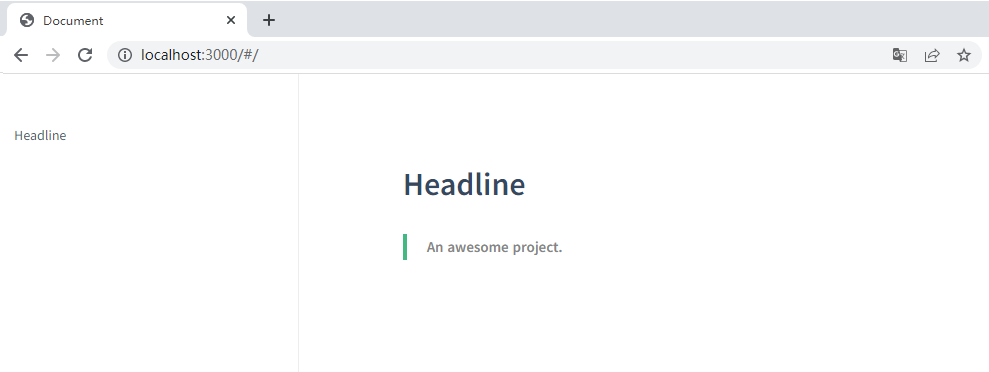 Document
localhost:3000/#/
Headline
Headline
An awesome project.